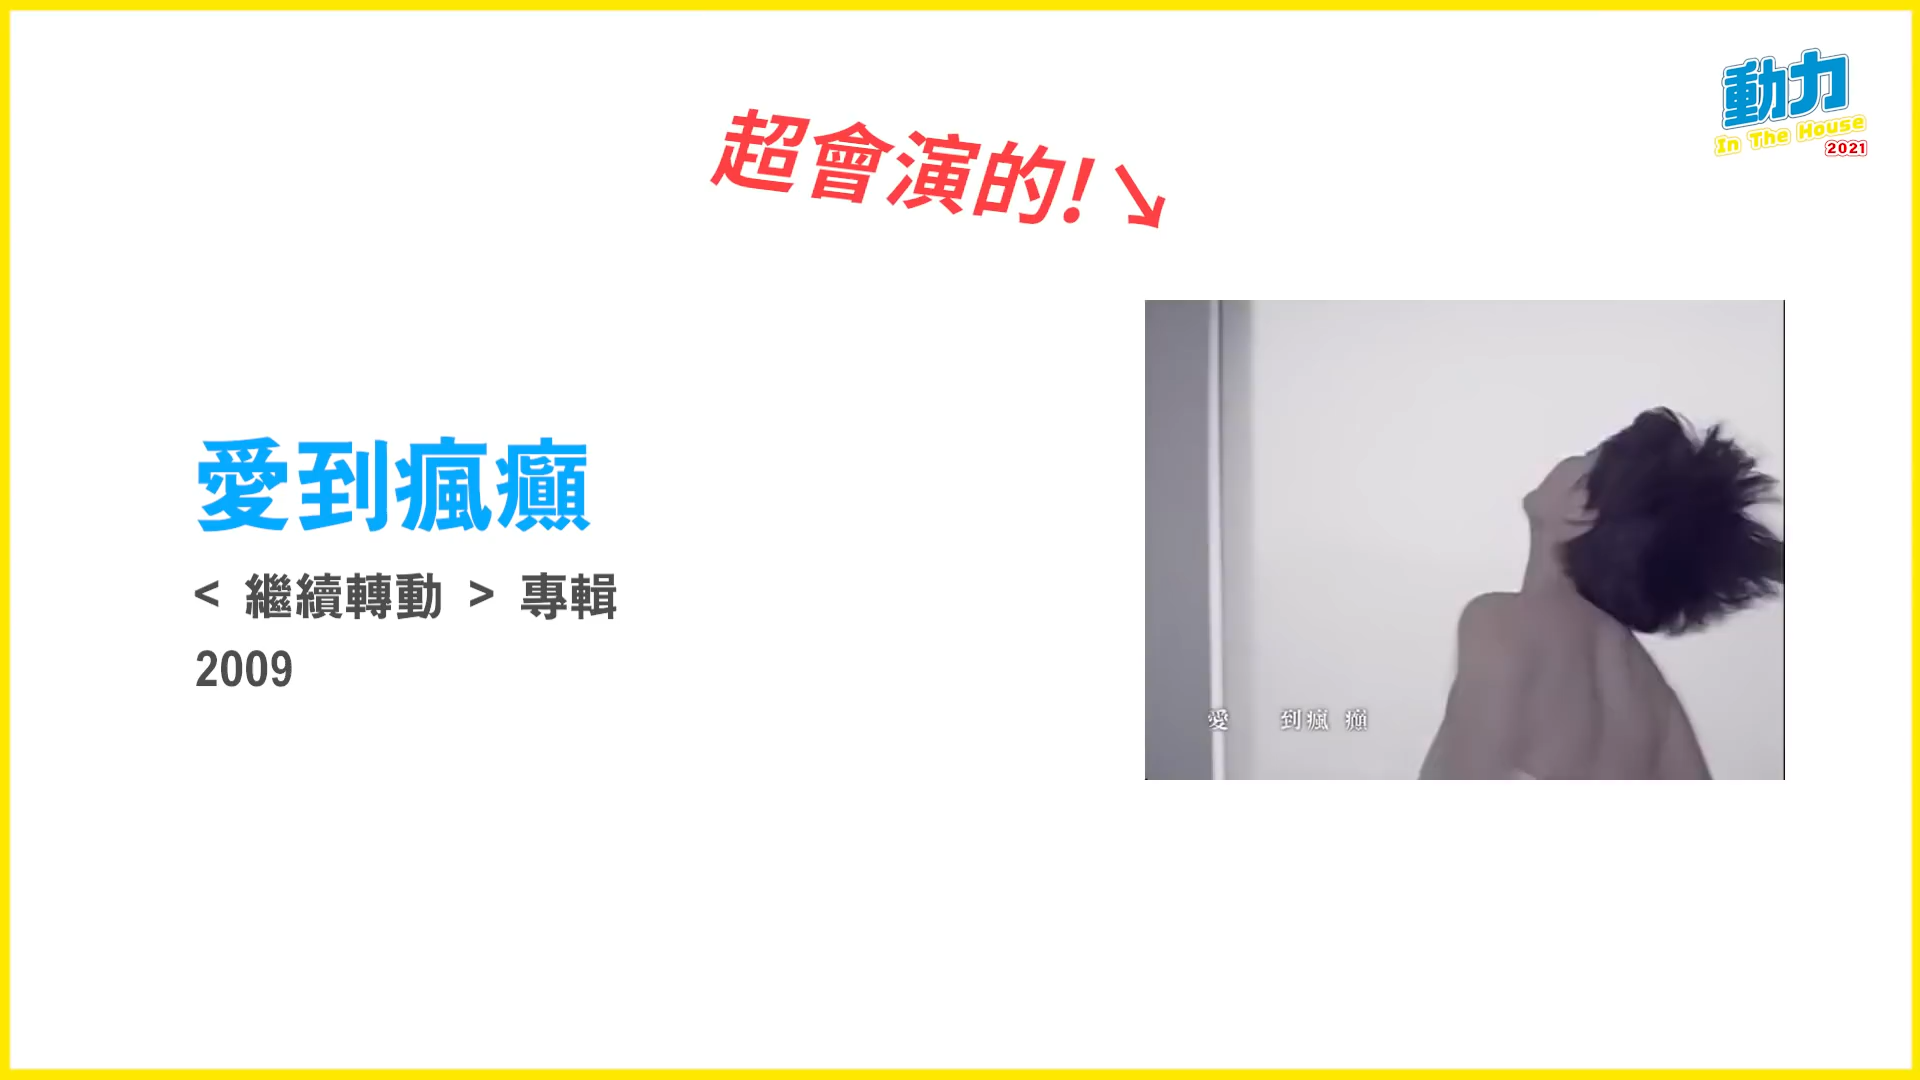 動力
In The House
2021
超會演的!↘
愛到瘋癲
< 繼續轉動 > 專輯
2009
愛 到瘋 癲